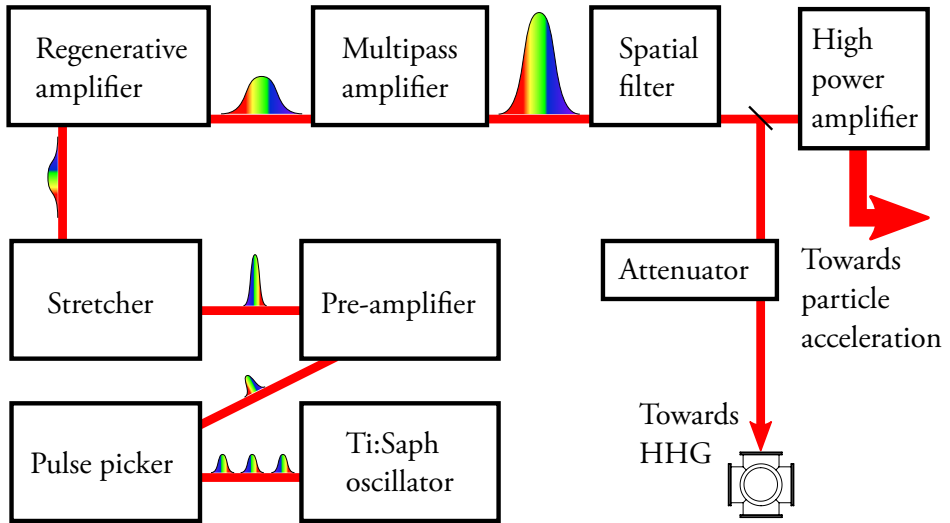 Regenerative
amplifier
Multipass
amplifier
Spatial
filter
High
power
amplifier
Stretcher
Pre-amplifier
Attenuator
Towards
particle
acceleration
Pulse picker
Ti:Saph
oscillator
Towards
HHG